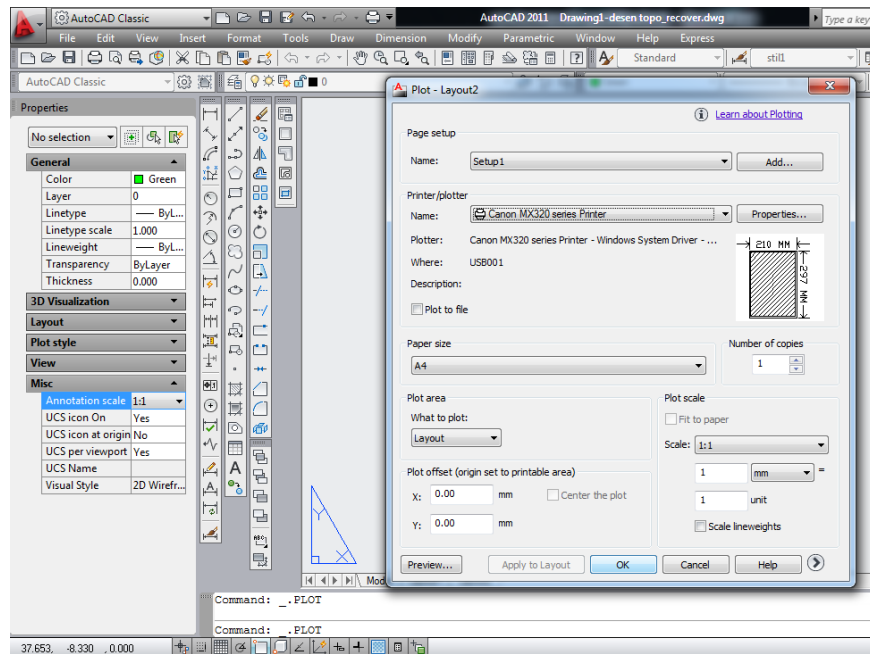 AutoCAD Classic
AutoCAD 2011 Drawing1-desen topo_recover.dwg
Type a key
File Edit View Insert Format Tools Draw Dimension Modify Parametric Window Help Express
Standard
stil1
AutoCAD Classic
0
Plot - Layout2
Properties
No selection
General
Color Green
Layer 0
Linetype ByL...
Linetype scale 1.000
Lineweight ByL...
Transparency ByLayer
Thickness 0.000
3D Visualization
Layout
Plot style
View
Misc
Annotation scale 1:1
UCS icon On Yes
UCS icon at origin No
UCS per viewport Yes
UCS Name
Visual Style 2D Wirefr...
Learn about Plotting
Page setup
Name: Setup1
Add...
Printer/plotter
Name: Canon MX320 series Printer
Properties...
Plotter: Canon MX320 series Printer - Windows System Driver - ...
Where: USB001
Description:
Plot to file
210 MM
297 MM
Paper size
A4
Number of copies
1
Plot area
What to plot:
Layout
Plot scale
Fit to paper
Scale: 1:1
1 mm =
1 unit
Scale lineweights
Plot offset (origin set to printable area)
X: 0.00 mm
Center the plot
Y: 0.00 mm
Preview...
Apply to Layout
OK
Cancel
Help
A
ABC
Y
X
Mod
Command: _.PLOT
Command: _.PLOT
37.653, -8.330 , 0.000